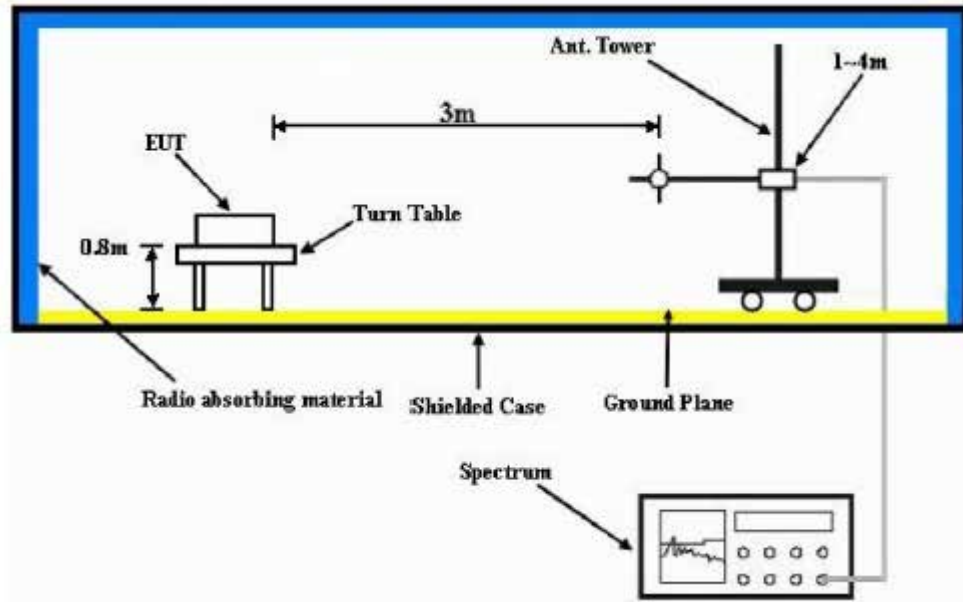 Ant. Tower
1~4m
3m
EUT
Turn Table
0.8m
Radio absorbing material
Shielded Case
Ground Plane
Spectrum